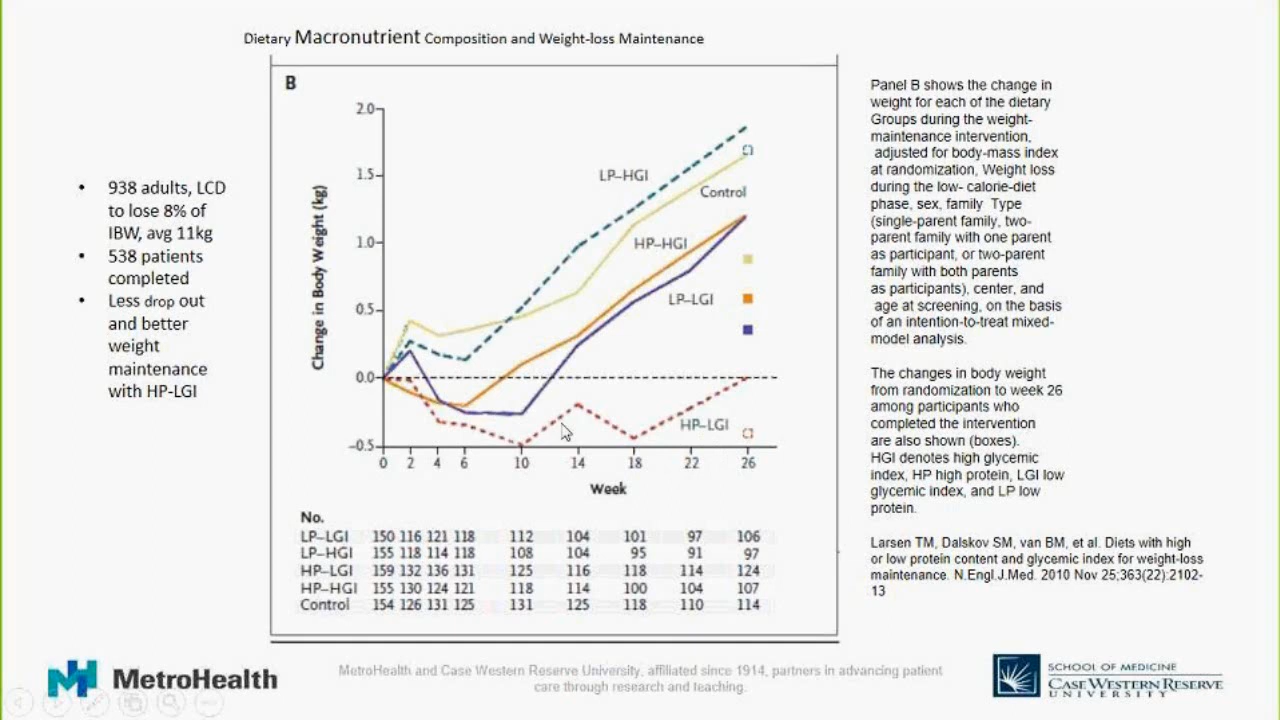 Dietary Macronutrient Composition and Weight-loss Maintenance
• 938 adults, LCD
to lose 8% of
IBW, avg 11kg
• 538 patients
completed
• Less drop out
and better
weight
maintenance
with HP-LGI
B
Change in Body Weight (kg)
2.0
1.5
1.0
0.5
0.0
-0.5
LP–HGI
Control
HP–HGI
LP–LGI
HP–LGI
0 2 4 6 10 14 18 22 26
Week
No.
LP–LGI 150 116 121 118 112 104 101 97 106
LP–HGI 155 118 114 118 108 104 95 91 97
HP–LGI 159 132 136 131 125 116 118 114 124
HP–HGI 155 130 124 121 118 114 100 104 107
Control 154 126 131 125 131 125 118 110 114
Panel B shows the change in
weight for each of the dietary
Groups during the weight-
maintenance intervention,
adjusted for body-mass index
at randomization, Weight loss
during the low- calorie-diet
phase, sex, family Type
(single-parent family, two-
parent family with one parent
as participant, or two-parent
family with both parents
as participants), center, and
age at screening, on the basis
of an intention-to-treat mixed-
model analysis.
The changes in body weight
from randomization to week 26
among participants who
completed the intervention
are also shown (boxes).
HGI denotes high glycemic
index, HP high protein, LGI low
glycemic index, and LP low
protein.
Larsen TM, Dalskov SM, van BM, et al. Diets with high
or low protein content and glycemic index for weight-loss
maintenance. N.Engl.J.Med. 2010 Nov 25;363(22):2102-
13
MetroHealth
MetroHealth and Case Western Reserve University, affiliated since 1914, partners in advancing patient
care through research and teaching.
SCHOOL OF MEDICINE
CASE WESTERN RESERVE
UNIVERSITY